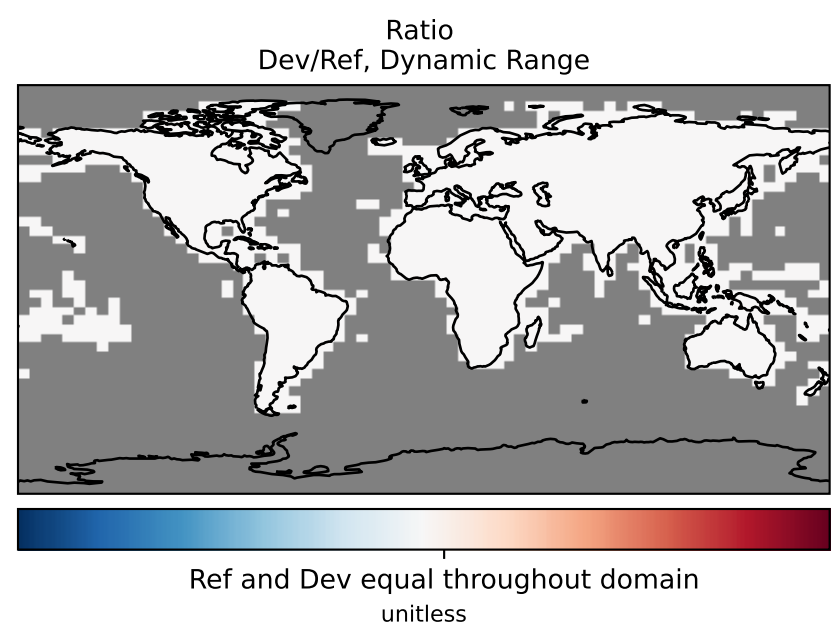 Ratio
Dev/Ref, Dynamic Range
Ref and Dev equal throughout domain
unitless